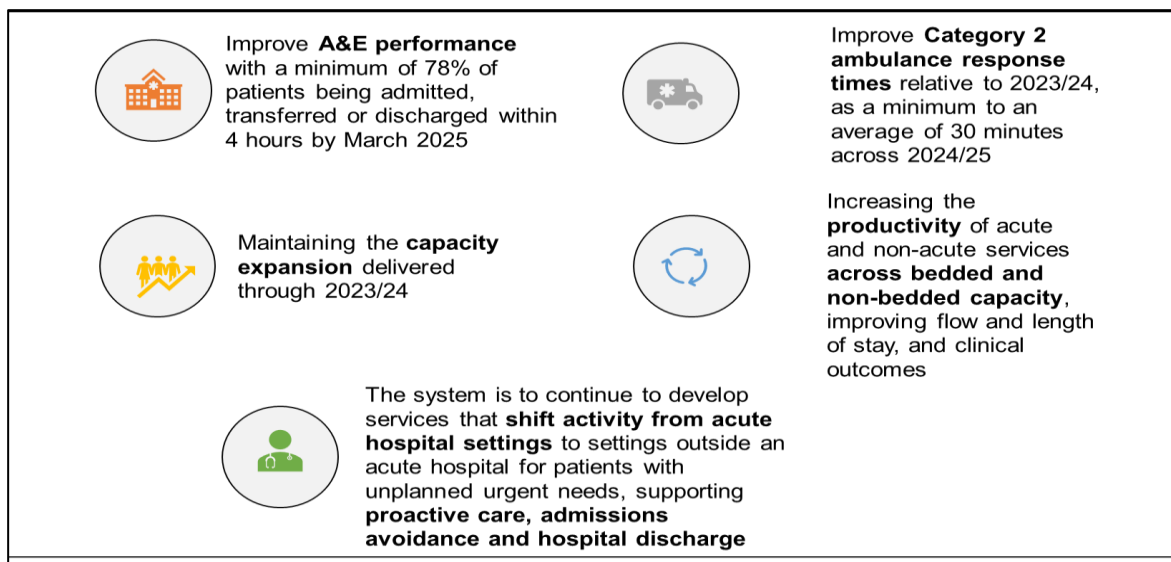 Improve A&E performance
with a minimum of 78% of
patients being admitted,
transferred or discharged within
4 hours by March 2025
Improve Category 2
ambulance response
times relative to 2023/24,
as a minimum to an
average of 30 minutes
across 2024/25
Maintaining the capacity
expansion delivered
through 2023/24
Increasing the
productivity of acute
and non-acute services
across bedded and
non-bedded capacity,
improving flow and length
of stay, and clinical
outcomes
The system is to continue to develop
services that shift activity from acute
hospital settings to settings outside an
acute hospital for patients with
unplanned urgent needs, supporting
proactive care, admissions
avoidance and hospital discharge